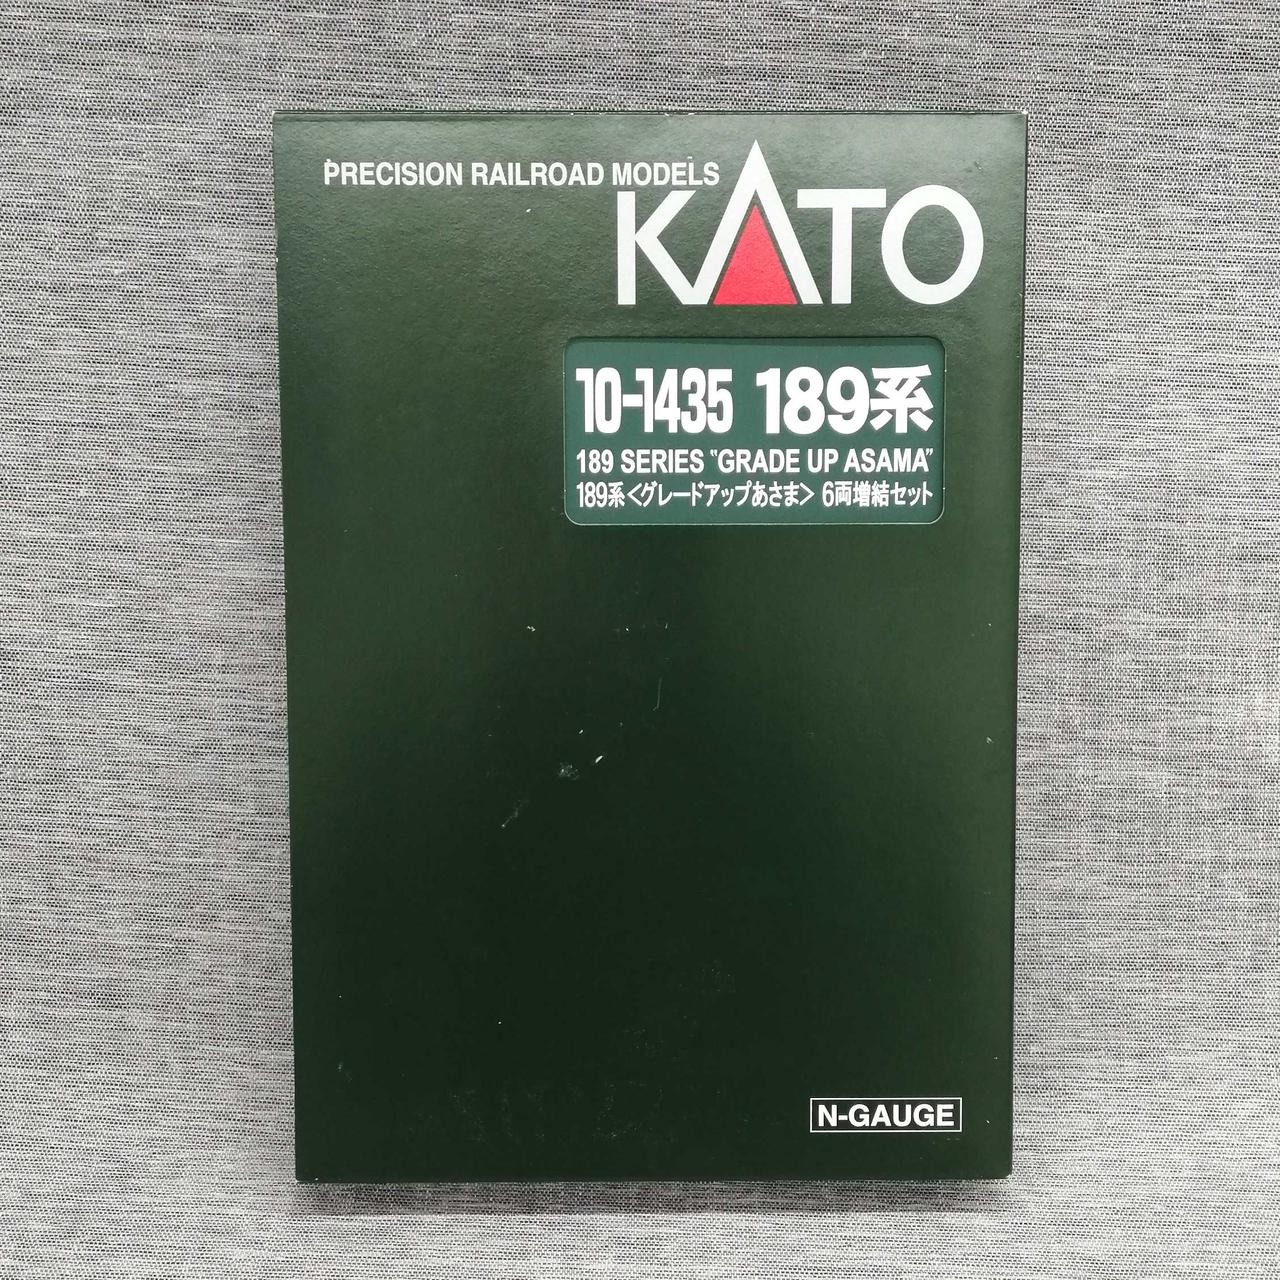 PRECISION RAILROAD MODELS
KATO
10-1435 189系
189 SERIES "GRADE UP ASAMA"
189系<グレードアップあさま> 6両増結セット
N-GAUGE